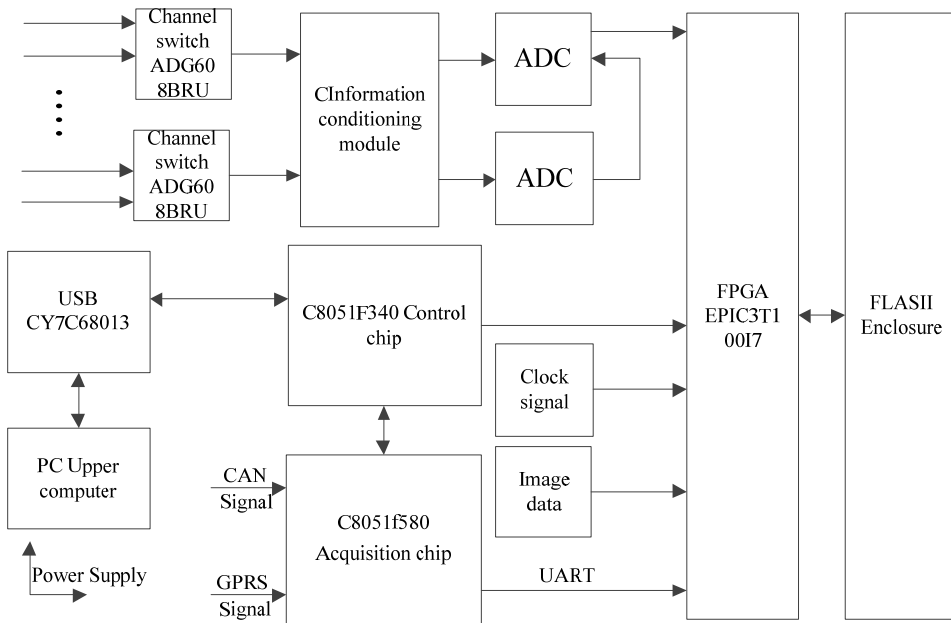 Channel
switch
ADG60
8BRU
Channel
switch
ADG60
8BRU
CInformation
conditioning
module
ADC
ADC
USB
CY7C68013
C8051F340 Control
chip
FPGA
EPIC3T1
00I7
FLASII
Enclosure
Clock
signal
PC Upper
computer
CAN
Signal
Image
data
C8051f580
Acquisition chip
Power Supply
GPRS
Signal
UART